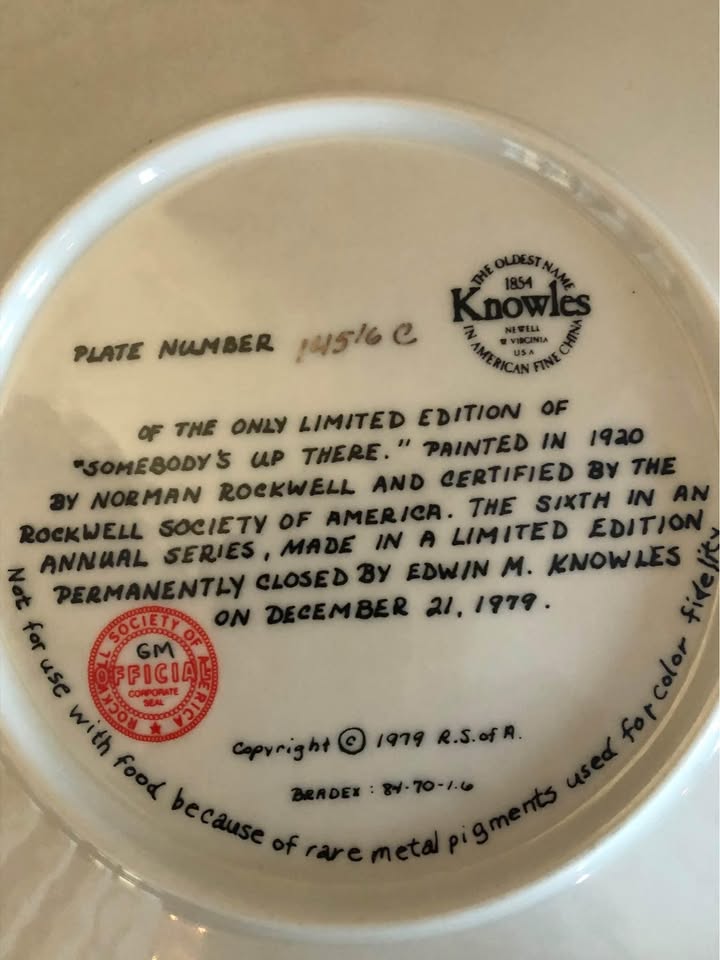 THE OLDEST NAME
1854
Knowles
NEWELL
W VIRGINIA
USA
IN AMERICAN FINE CHINA
PLATE NUMBER 14516 C
OF THE ONLY LIMITED EDITION OF
"SOMEBODY'S UP THERE." PAINTED IN 1920
BY NORMAN ROCKWELL AND CERTIFIED BY THE
ROCKWELL SOCIETY OF AMERICA. THE SIXTH IN AN
ANNUAL SERIES, MADE IN A LIMITED EDITION
PERMANENTLY CLOSED BY EDWIN M. KNOWLES
ON DECEMBER 21, 1979.
ROCKWELL SOCIETY OF AMERICA
GM
OFFICIAL
CORPORATE
SEAL
Copyright © 1979 R.S.of A.
BRADEX: 84-70-1.6
Not for use with food because of rare metal pigments used for color fidelity